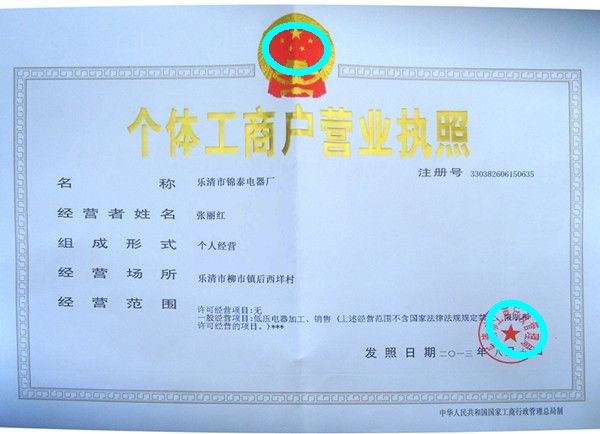 个体工商户营业执照
注册号 330382606150635
名称 乐清市锦泰电器厂
经营者姓名 张丽红
组成形式 个人经营
经营场所 乐清市柳市镇后西垟村
经营范围
许可经营项目:无
一般经营项目:低压电器加工、销售（上述经营范围不含国家法律法规规定禁
许可经营的项目。)***
发照日期 二〇一三年八月
中华人民共和国国家工商行政管理总局制